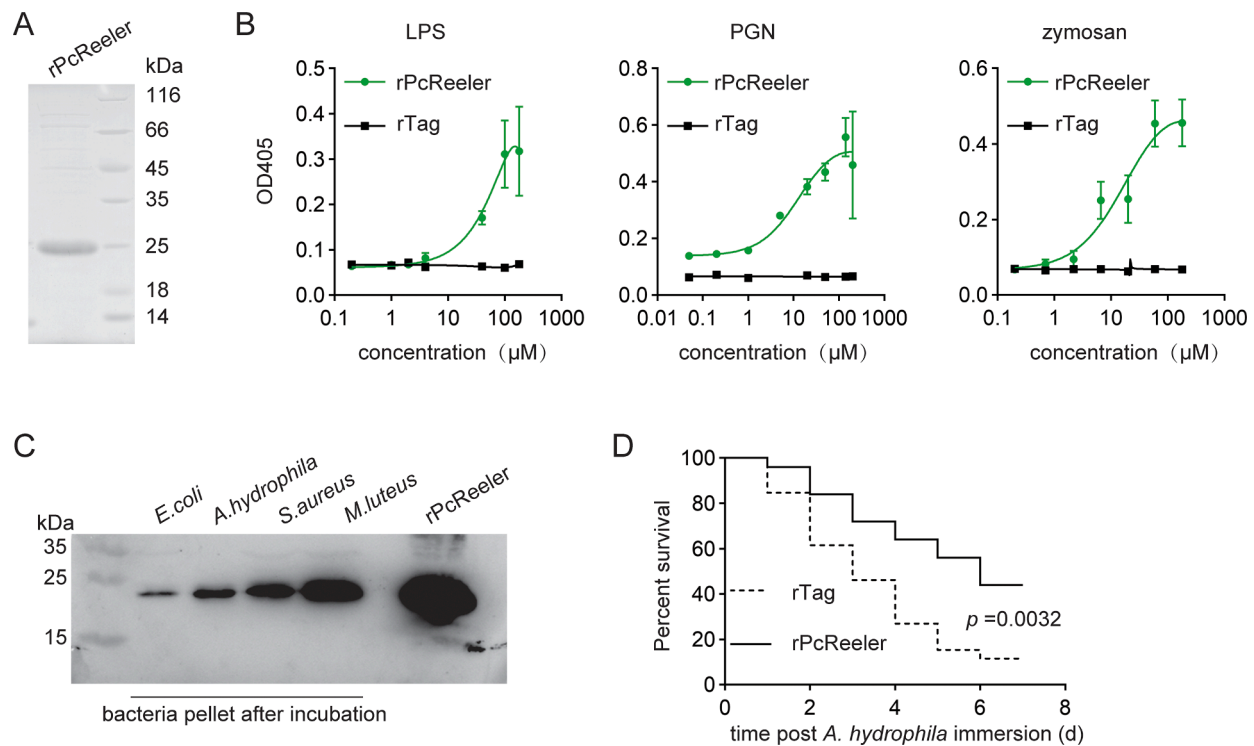 A
rPcReeler
kDa
116
66
45
35
25
18
14
B
LPS
rPcReeler
rTag
OD405
0.5
0.4
0.3
0.2
0.1
0.0
0.1 1 10 100 1000
concentration（μM）
PGN
rPcReeler
rTag
0.8
0.6
0.4
0.2
0.0
0.01 0.1 1 10 100 1000
concentration（μM）
zymosan
rPcReeler
rTag
0.6
0.4
0.2
0.0
0.1 1 10 100 1000
concentration（μM）
C
E.coli
A.hydrophila
S.aureus
M.luteus
rPcReeler
kDa
35
25
15
bacteria pellet after incubation
D
Percent survival
100
80
60
40
20
0
rTag
rPcReeler
p =0.0032
0 2 4 6 8
time post A. hydrophila immersion (d)